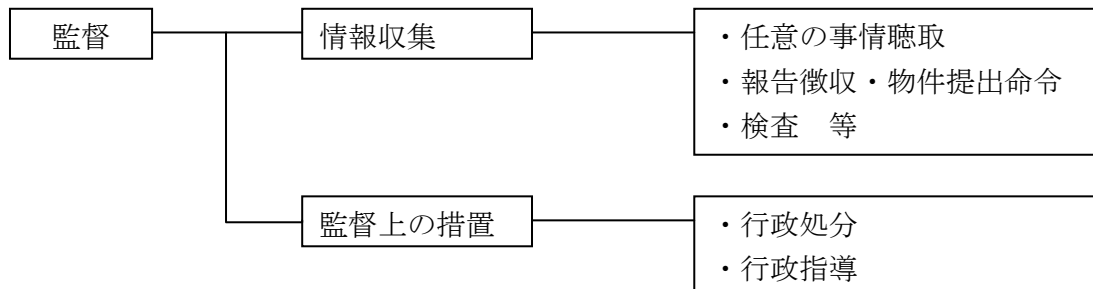 監督
情報収集
・任意の事情聴取
・報告徴収・物件提出命令
・検査　等
監督上の措置
・行政処分
・行政指導